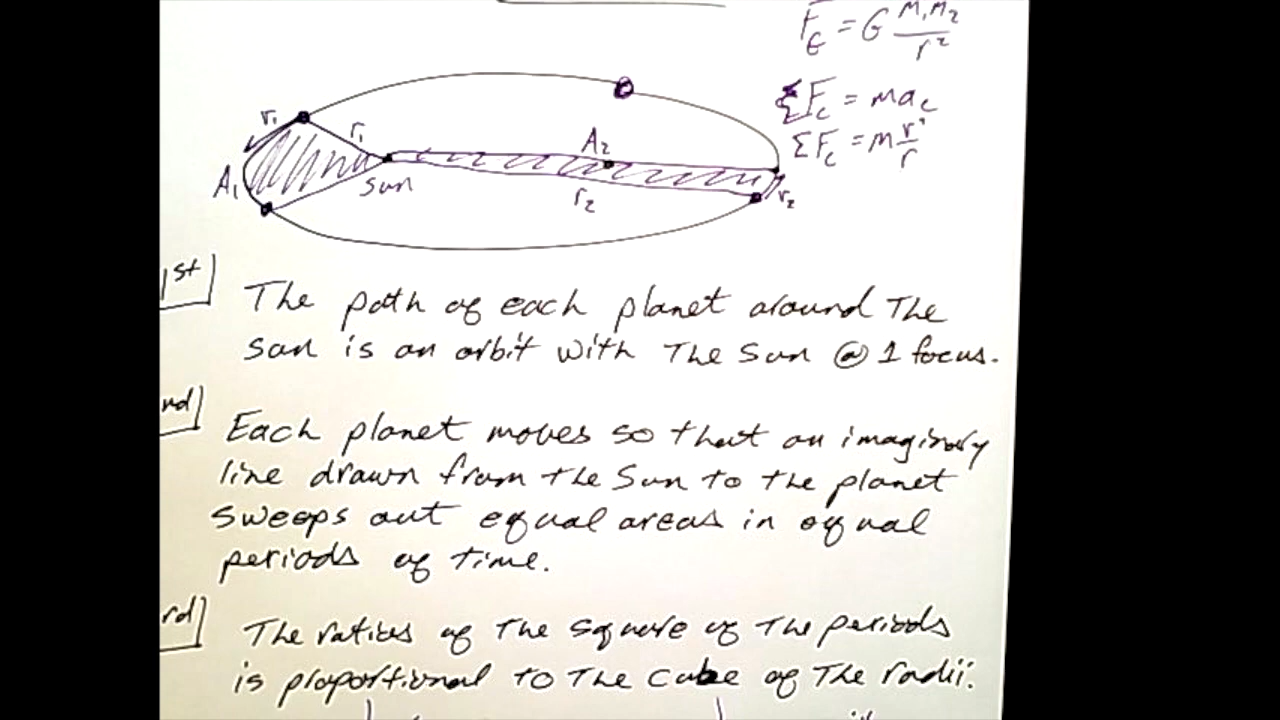 F_G = G m₁m₂/r²
ΣF_c = ma_c
ΣF_c = m v²/r
v₁
r₁
A₂
A₁
Sun
r₂
v₂
1st
The path of each planet around The
sun is an orbit with The Sun @ 1 focus.
nd
Each planet moves so that an imaginary
line drawn from the Sun to the planet
sweeps out equal areas in equal
periods of time.
rd
The ratios of The square of The periods
is proportional to The cube of The radii.